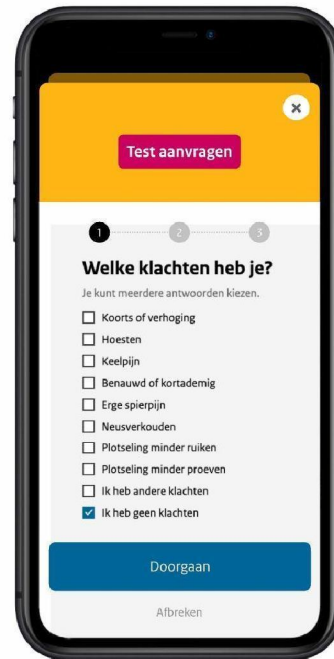 Test aanvragen
1 2 3
Welke klachten heb je?
Je kunt meerdere antwoorden kiezen.
Koorts of verhoging
Hoesten
Keelpijn
Benauwd of kortademig
Erge spierpijn
Neusverkouden
Plotseling minder ruiken
Plotseling minder proeven
Ik heb andere klachten
Ik heb geen klachten
Doorgaan
Afbreken